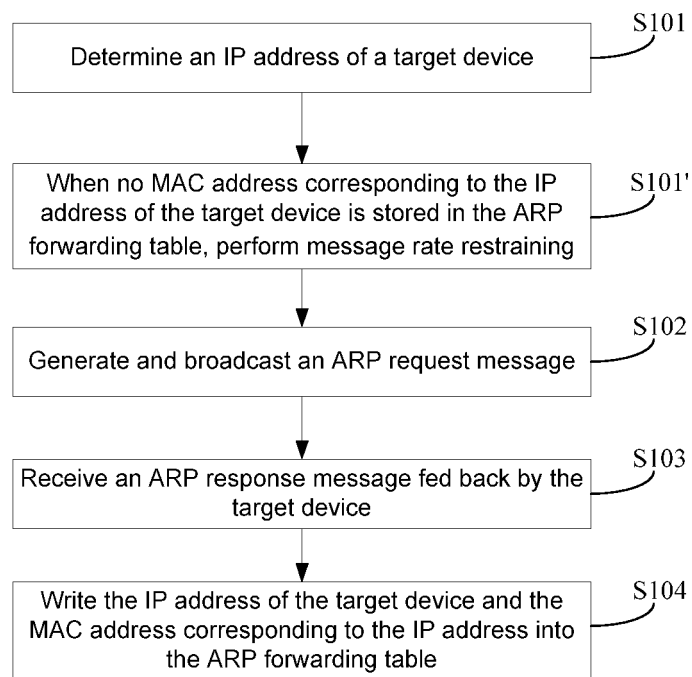 S101
Determine an IP address of a target device
When no MAC address corresponding to the IP
S101'
address of the target device is stored in the ARP
forwarding table, perform message rate restraining
S102
Generate and broadcast an ARP request message
S103
Receive an ARP response message fed back by the
target device
S104
Write the IP address of the target device and the
MAC address corresponding to the IP address into
the ARP forwarding table